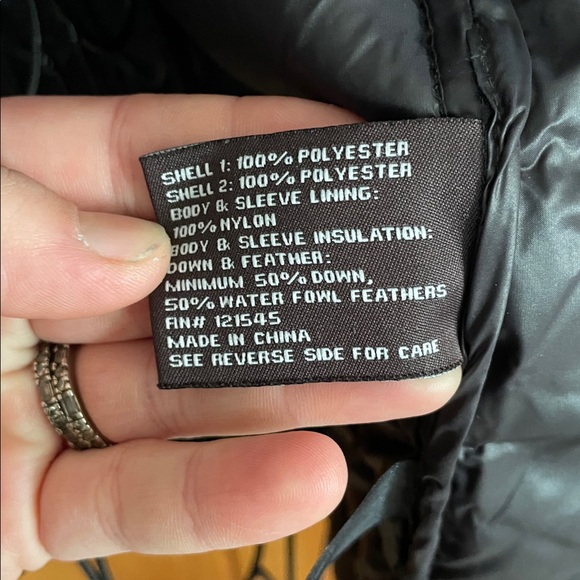 SHELL 1: 100% POLYESTER
SHELL 2: 100% POLYESTER
BODY & SLEEVE LINING:
100% NYLON
BODY & SLEEVE INSULATION:
DOWN & FEATHER:
MINIMUM 50% DOWN,
50% WATER FOWL FEATHERS
RN# 121545
MADE IN CHINA
SEE REVERSE SIDE FOR CARE